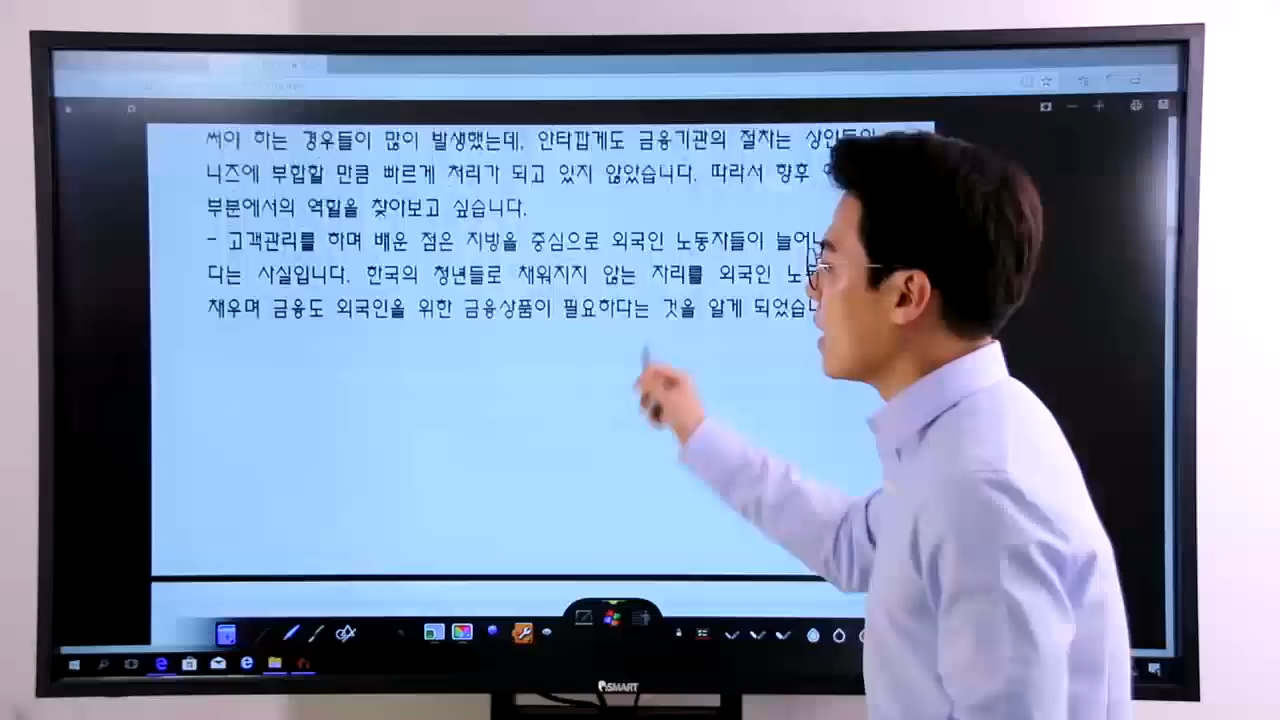 써야 하는 경우들이 많이 발생했는데, 안타깝게도 금융기관의 절차는 상인들의
니즈에 부합할 만큼 빠르게 처리가 되고 있지 않았습니다. 따라서 향후
부분에서의 역할을 찾아보고 싶습니다.
- 고객관리를 하며 배운 점은 지방을 중심으로 외국인 노동자들이
다는 사실입니다. 한국의 청년들로 채워지지 않는 자리를 외국인
채우며 금융도 외국인을 위한 금융상품이 필요하다는 것을 알게
SMART